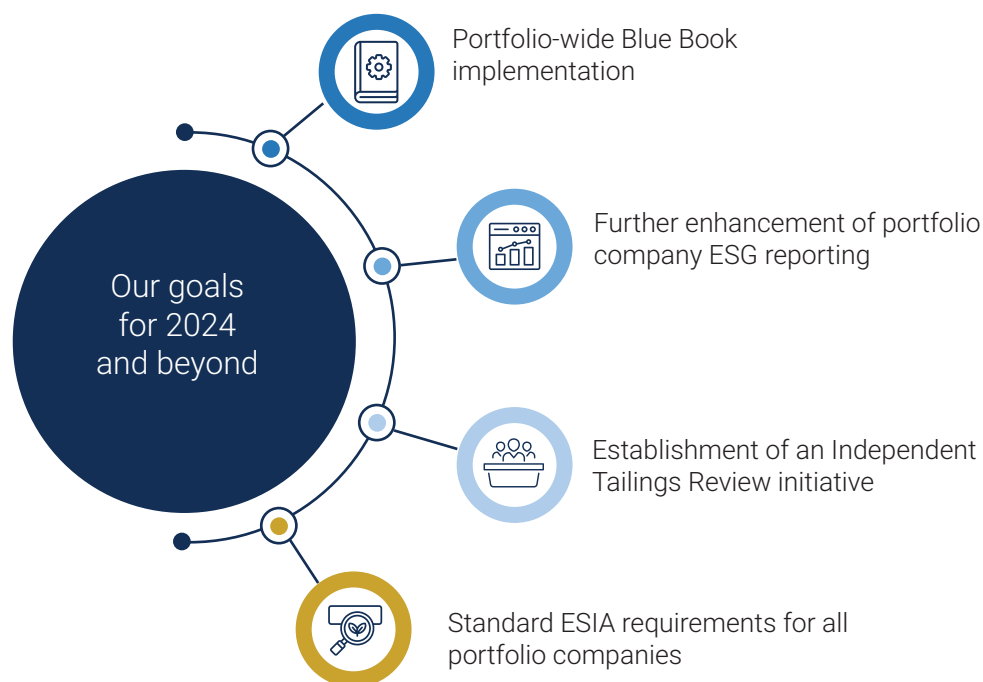 Portfolio-wide Blue Book
implementation
Further enhancement of portfolio
company ESG reporting
Our goals
for 2024
and beyond
Establishment of an Independent
Tailings Review initiative
Standard ESIA requirements for all
portfolio companies